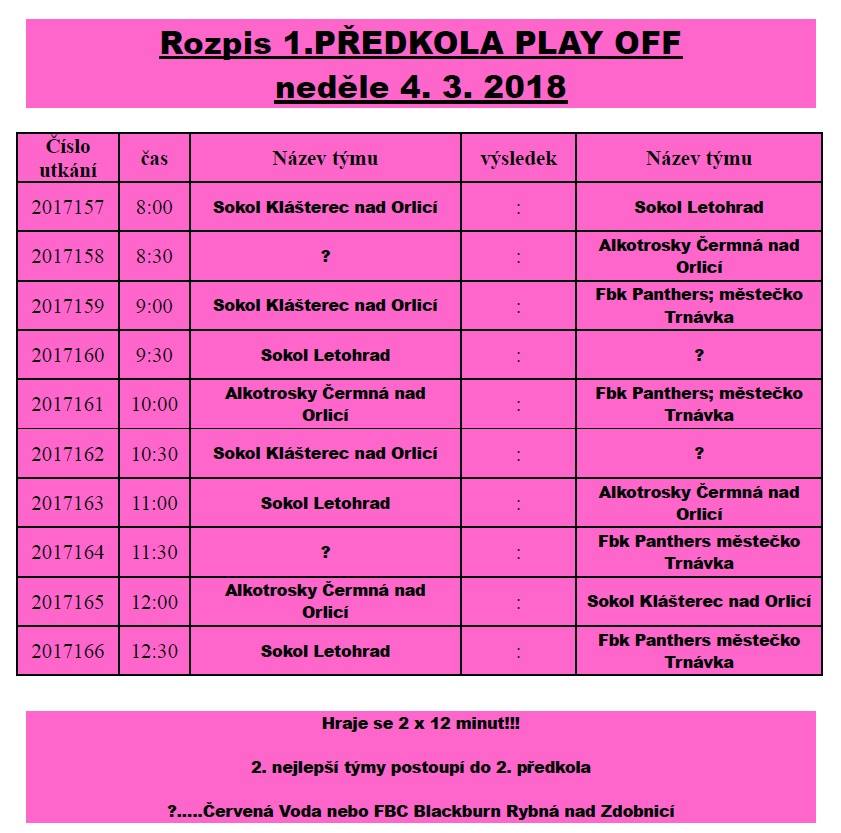 Rozpis 1.PŘEDKOLA PLAY OFF
neděle 4. 3. 2018
Číslo utkání čas Název týmu výsledek Název týmu
2017157 8:00 Sokol Klášterec nad Orlicí : Sokol Letohrad
2017158 8:30 ? : Alkotrosky Čermná nad Orlicí
2017159 9:00 Sokol Klášterec nad Orlicí : Fbk Panthers; městečko Trnávka
2017160 9:30 Sokol Letohrad : ?
2017161 10:00 Alkotrosky Čermná nad Orlicí : Fbk Panthers; městečko Trnávka
2017162 10:30 Sokol Klášterec nad Orlicí : ?
2017163 11:00 Sokol Letohrad : Alkotrosky Čermná nad Orlicí
2017164 11:30 ? : Fbk Panthers městečko Trnávka
2017165 12:00 Alkotrosky Čermná nad Orlicí : Sokol Klášterec nad Orlicí
2017166 12:30 Sokol Letohrad : Fbk Panthers městečko Trnávka
Hraje se 2 x 12 minut!!!
2. nejlepší týmy postoupí do 2. předkola
?.....Červená Voda nebo FBC Blackburn Rybná nad Zdobnicí